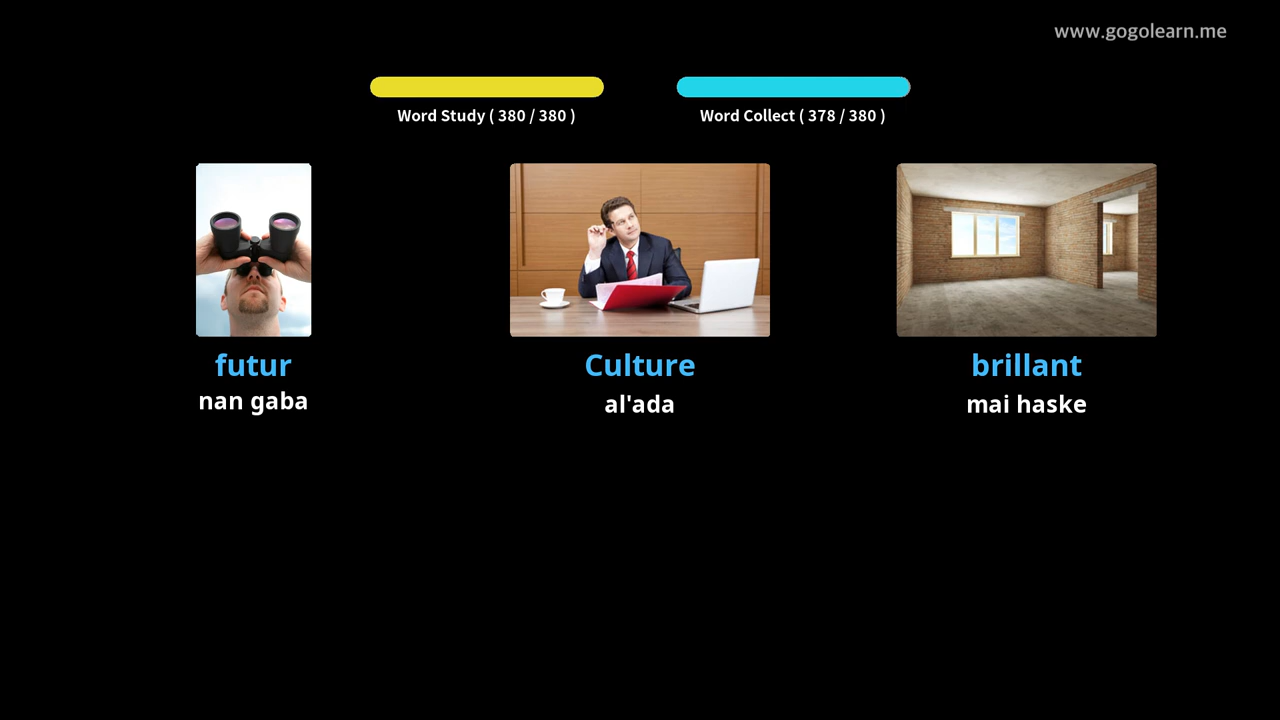 www.gogolearn.me
Word Study ( 380 / 380 )
Word Collect ( 378 / 380 )
futur
nan gaba
Culture
al'ada
brillant
mai haske